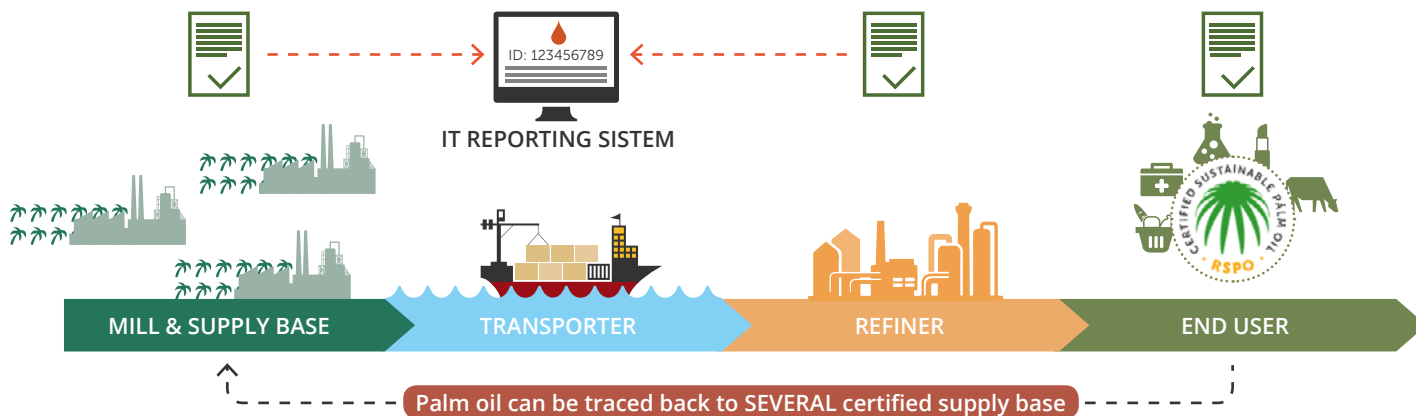 ID: 123456789
IT REPORTING SISTEM
CERTIFIED SUSTAINABLE PALM OIL
RSPO
MILL & SUPPLY BASE
TRANSPORTER
REFINER
END USER
Palm oil can be traced back to SEVERAL certified supply base